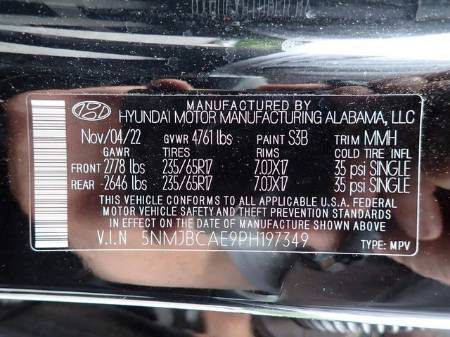 MANUFACTURED BY
HYUNDAI MOTOR MANUFACTURING ALABAMA, LLC
Nov/04/22 GVWR 4761 lbs PAINT S3B TRIM MMH
GAWR TIRES RIMS COLD TIRE INFL.
FRONT 2778 lbs 235/65R17 7.0JX17 35 psi SINGLE
REAR -2646 lbs 235/65R17 7.0JX17 35 psi SINGLE
THIS VEHICLE CONFORMS TO ALL APPLICABLE U.S.A. FEDERAL
MOTOR VEHICLE SAFETY AND THEFT PREVENTION STANDARDS IN
EFFECT ON THE DATE OF MANUFACTURE SHOWN ABOVE
V.I.N 5NMJBCAE9PH197349 TYPE: MPV